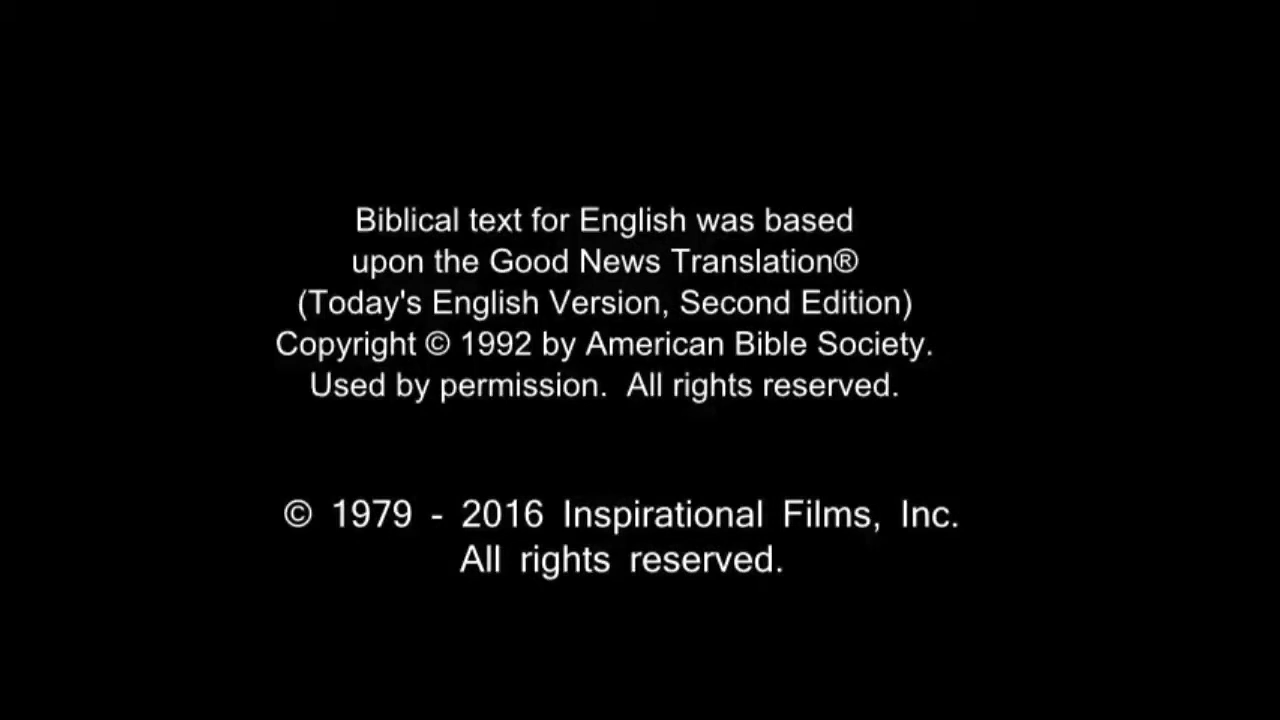 Biblical text for English was based
upon the Good News Translation®
(Today's English Version, Second Edition)
Copyright © 1992 by American Bible Society.
Used by permission.  All rights reserved.
© 1979 - 2016 Inspirational Films, Inc.
All rights reserved.